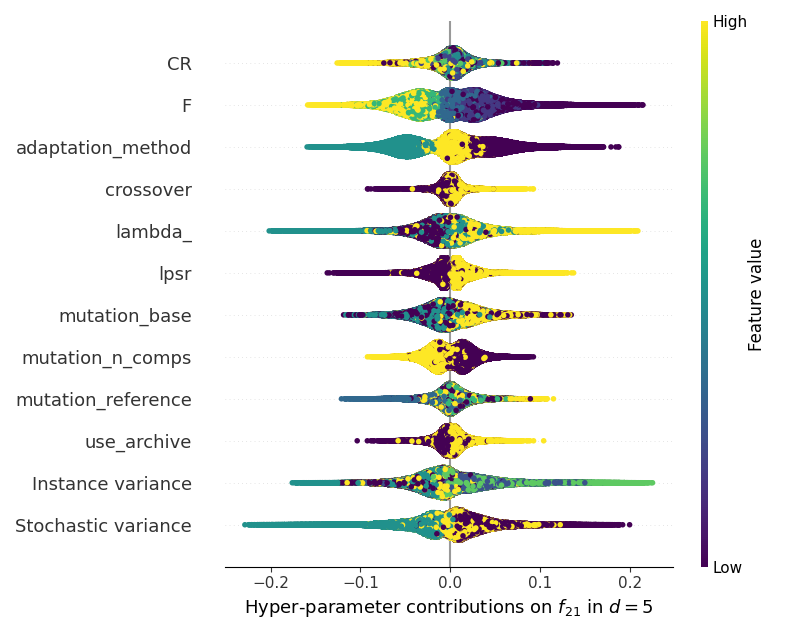 High
CR
F
adaptation_method
crossover
lambda_
lpsr
mutation_base
mutation_n_comps
mutation_reference
use_archive
Instance variance
Stochastic variance
Feature value
Low
−0.2 −0.1 0.0 0.1 0.2
Hyper-parameter contributions on f₂₁ in d = 5